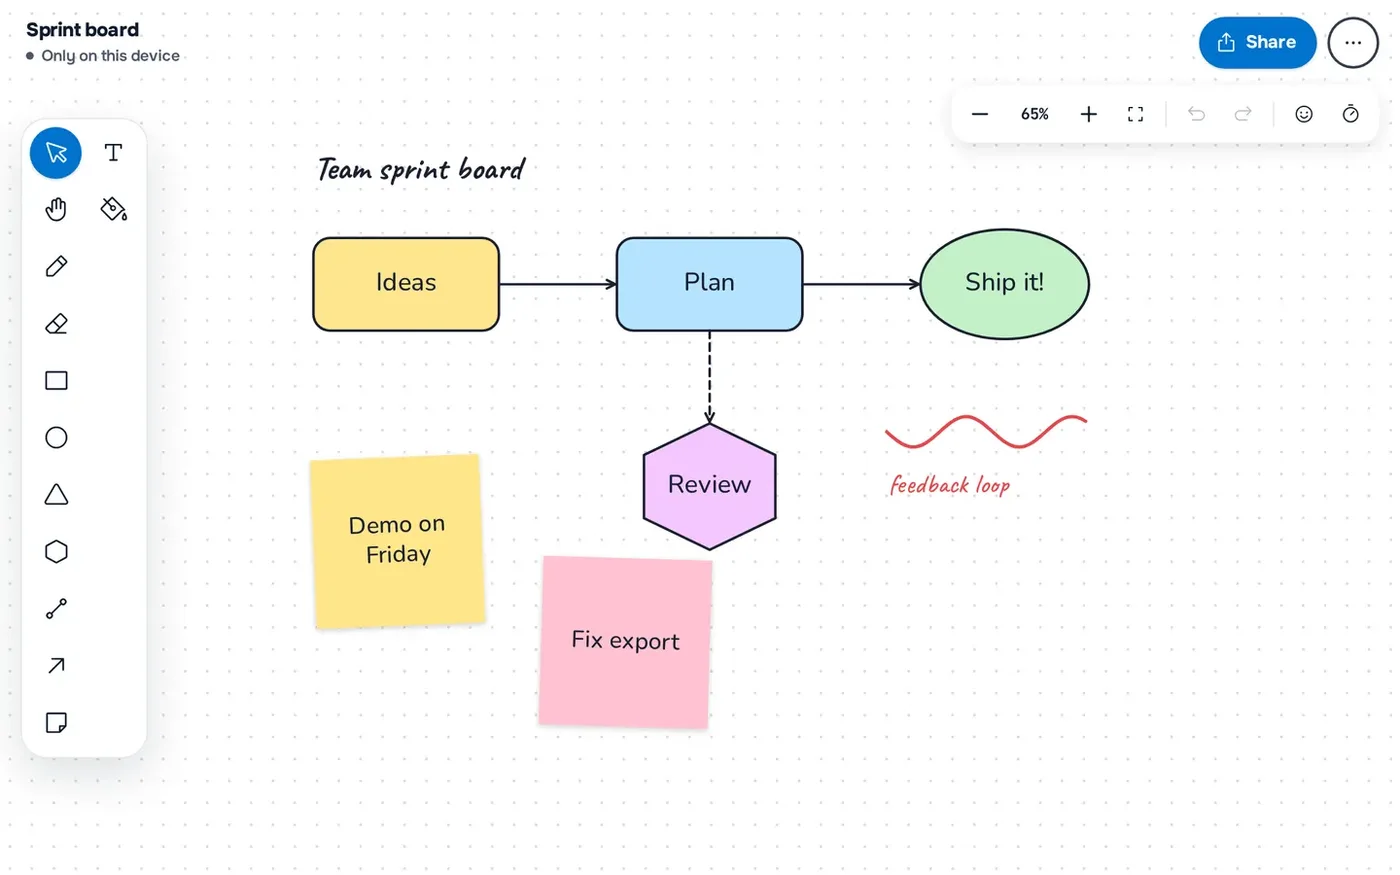 Sprint board
Only on this device
Share
65%
Team sprint board
Ideas
Plan
Ship it!
Review
feedback loop
Demo on
Friday
Fix export